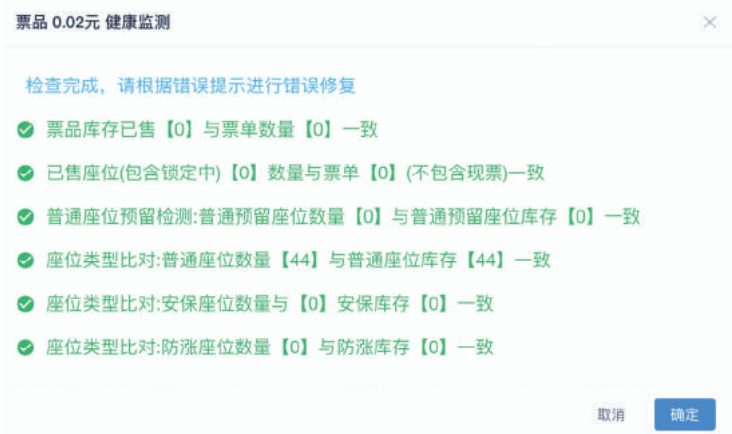 票品 0.02元 健康监测
检查完成，请根据错误提示进行错误修复
票品库存已售【0】与票单数量【0】一致
已售座位(包含锁定中)【0】数量与票单【0】(不包含现票)一致
普通座位预留检测:普通预留座位数量【0】与普通预留座位库存【0】一致
座位类型比对:普通座位数量【44】与普通座位库存【44】一致
座位类型比对:安保座位数量与【0】安保库存【0】一致
座位类型比对:防涨座位数量【0】与防涨库存【0】一致
取消 确定